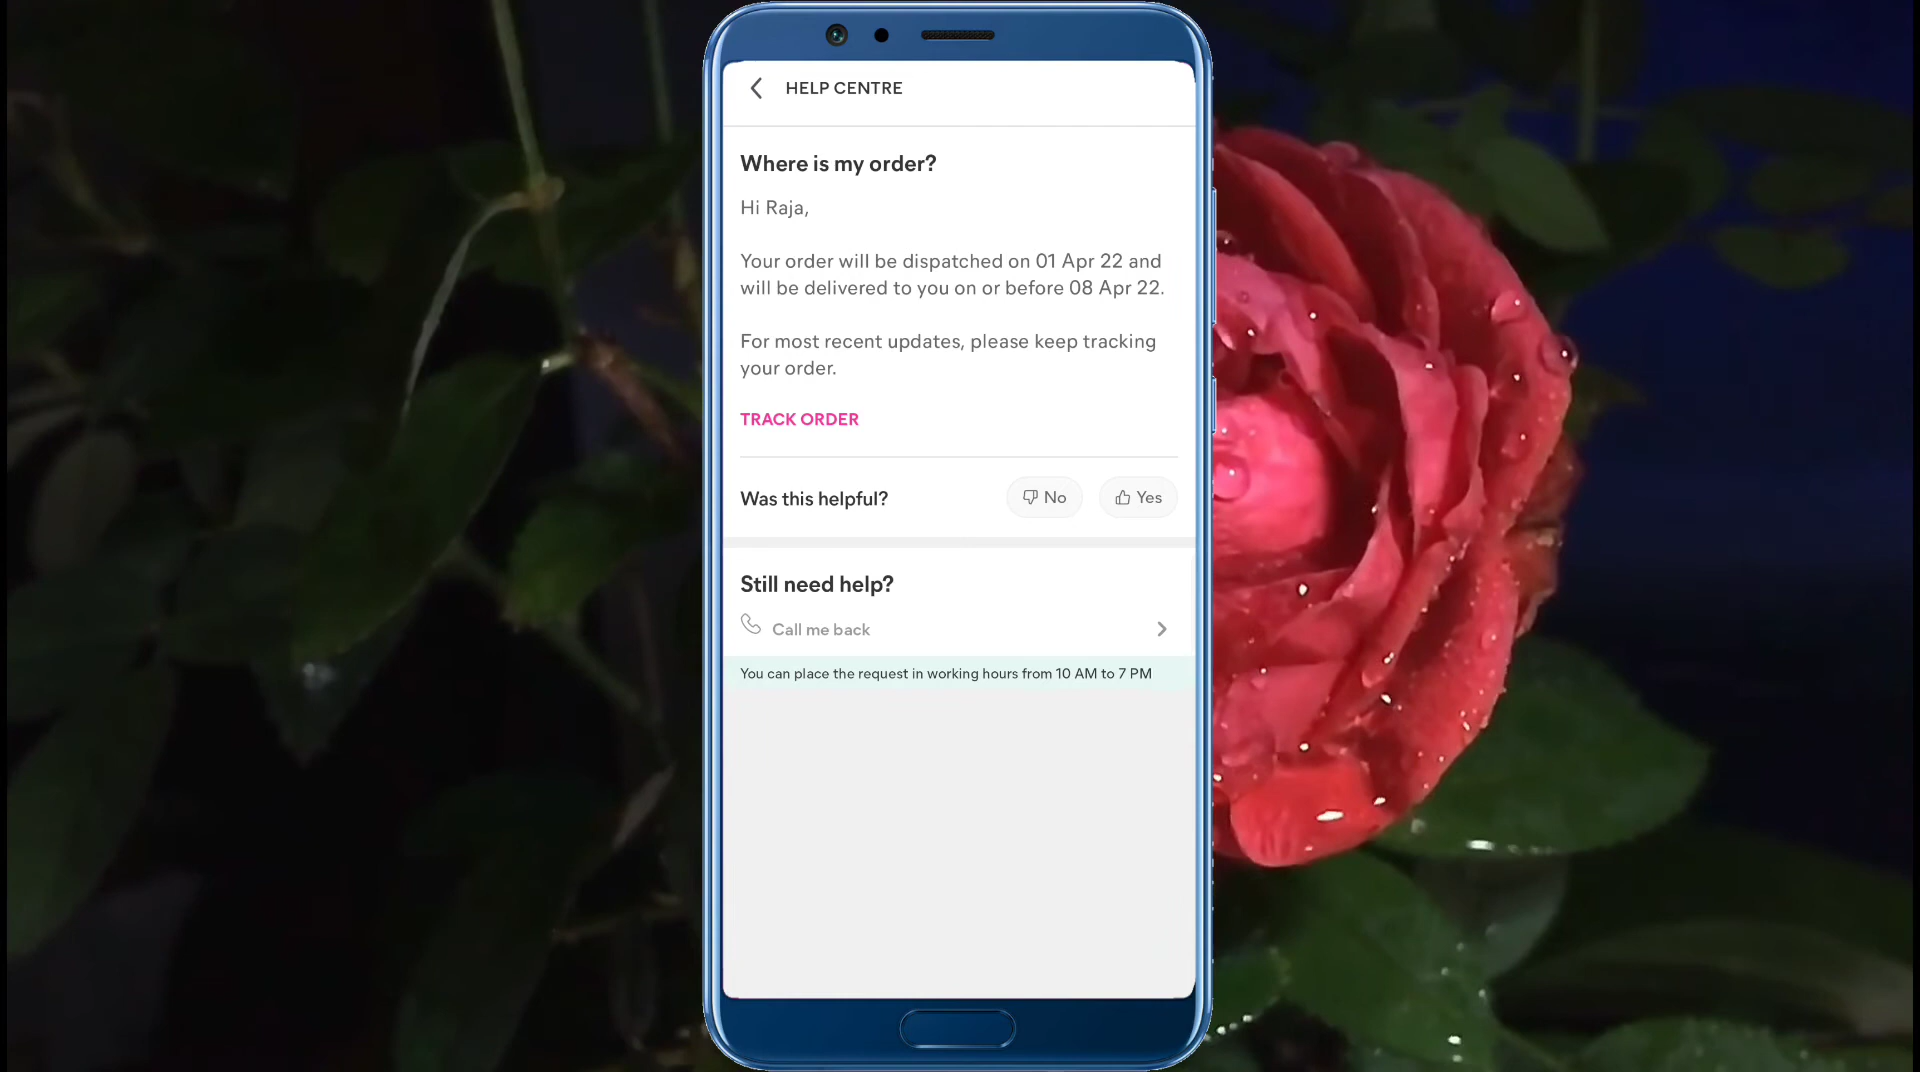 HELP CENTRE
Where is my order?
Hi Raja,
Your order will be dispatched on 01 Apr 22 and
will be delivered to you on or before 08 Apr 22.
For most recent updates, please keep tracking
your order.
TRACK ORDER
Was this helpful?
No
Yes
Still need help?
Call me back
You can place the request in working hours from 10 AM to 7 PM